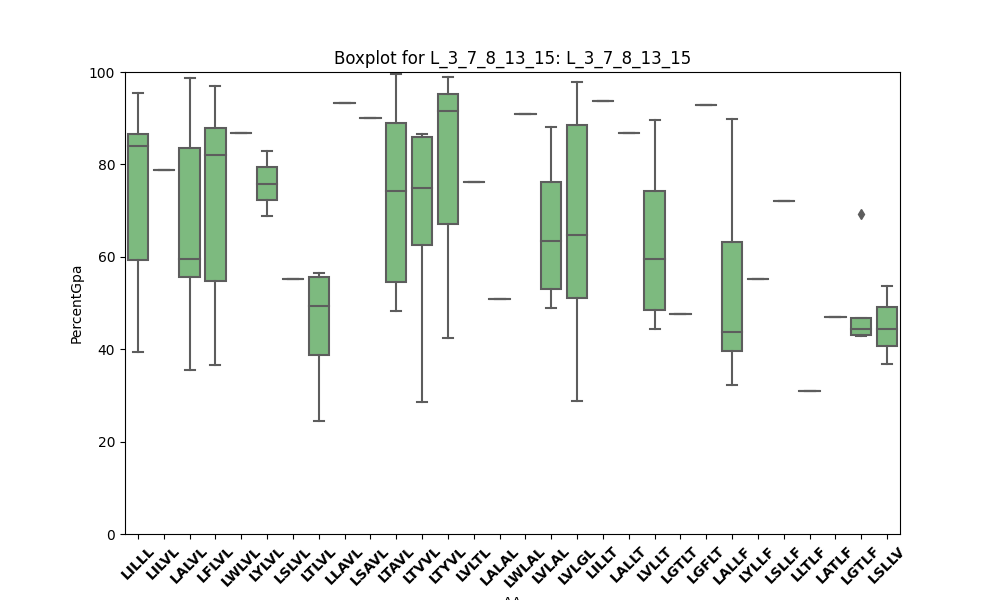 Boxplot for L_3_7_8_13_15: L_3_7_8_13_15
100
80
60
40
20
0
PercentGpa
LILLL LILVL LALVL LFLVL LWLVL LYLVL LSLVL LTLVL LLAVL LSAVL LTAVL LTVVL LTYVL LVLTL LALAL LWLAL LVLAL LVLGL LILLT LALLT LVLLT LGTLT LGFLT LALLF LYLLF LSLLF LLTLF LATLF LGTLF LSLLV